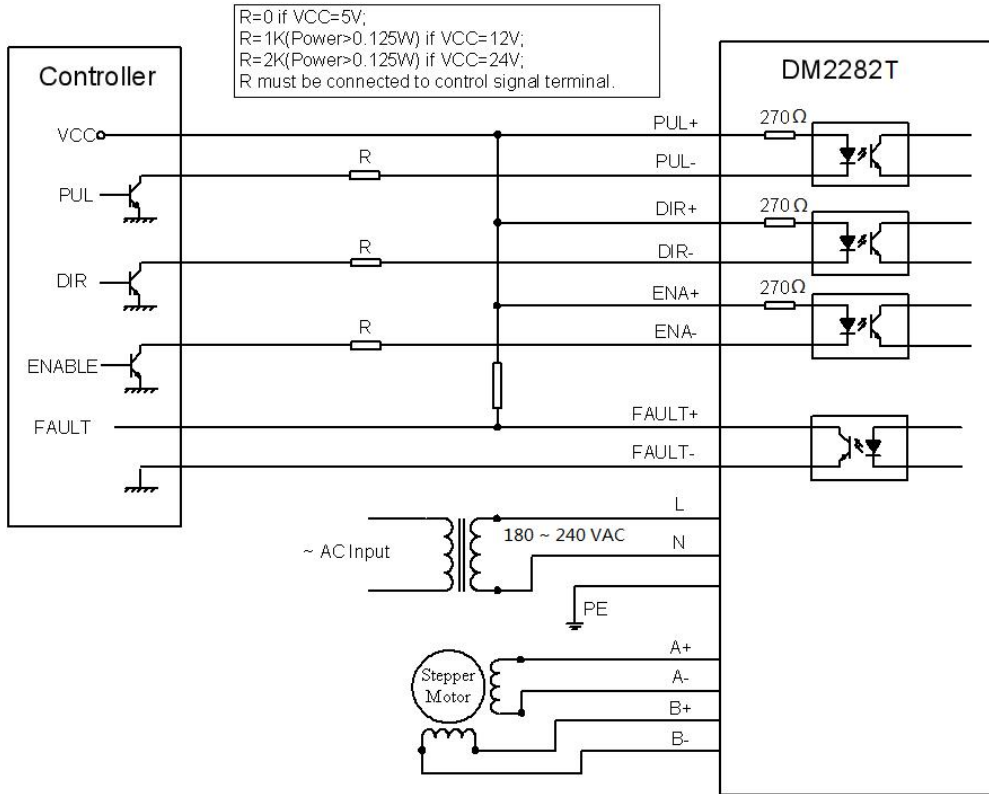 R=0 if VCC=5V;
R=1K(Power>0.125W) if VCC=12V;
R=2K(Power>0.125W) if VCC=24V;
R must be connected to control signal terminal.
Controller
DM2282T
VCC
PUL+
270Ω
R
PUL-
PUL
DIR+
270Ω
R
DIR-
DIR
ENA+
270Ω
R
ENA-
ENABLE
FAULT+
FAULT
FAULT-
L
180 ~ 240 VAC
N
~ AC Input
PE
A+
Stepper
Motor
A-
B+
B-